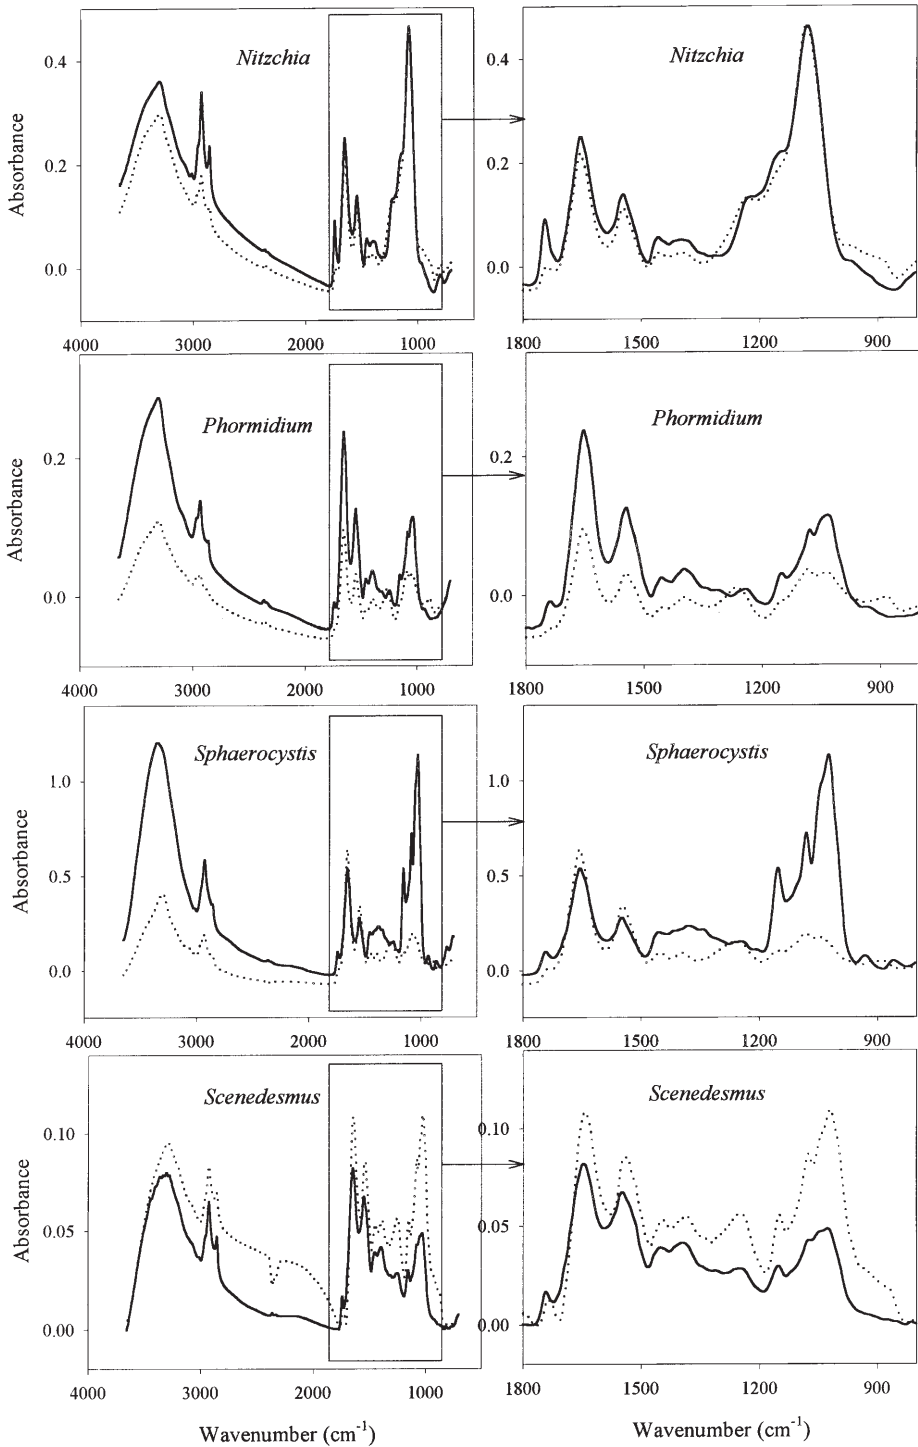 Nitzchia
Absorbance
0.4
0.2
0.0
4000 3000 2000 1000
Nitzchia
0.4
0.2
0.0
1800 1500 1200 900
Phormidium
Absorbance
0.2
0.0
4000 3000 2000 1000
Phormidium
0.2
0.0
1800 1500 1200 900
Sphaerocystis
Absorbance
1.0
0.5
0.0
4000 3000 2000 1000
Sphaerocystis
1.0
0.5
0.0
1800 1500 1200 900
Scenedesmus
Absorbance
0.10
0.05
0.00
4000 3000 2000 1000
Wavenumber (cm⁻¹)
Scenedesmus
0.10
0.05
0.00
1800 1500 1200 900
Wavenumber (cm⁻¹)